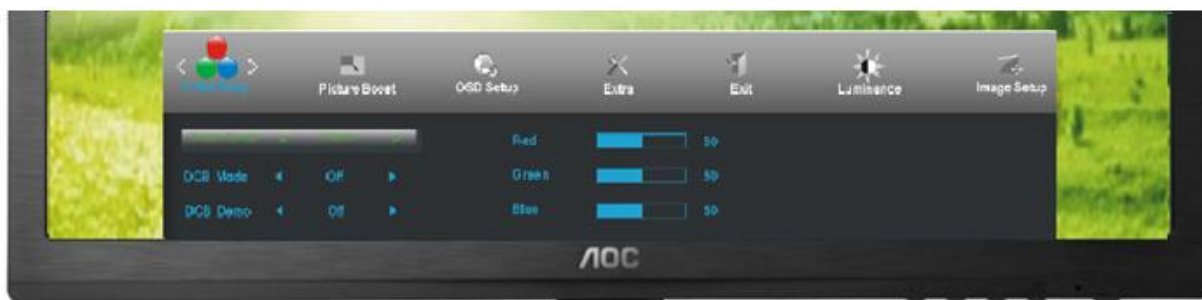 Picture Boost OSD Setup Extra Exit Luminance Image Setup
Red 50
DCB Mode Off Green 50
DCB Demo Off Blue 50
AOC